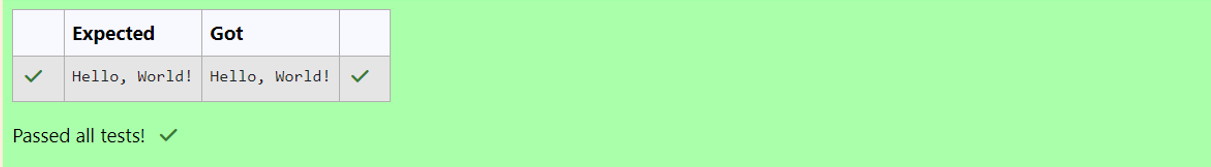 Expected Got
Hello, World! Hello, World!
Passed all tests!